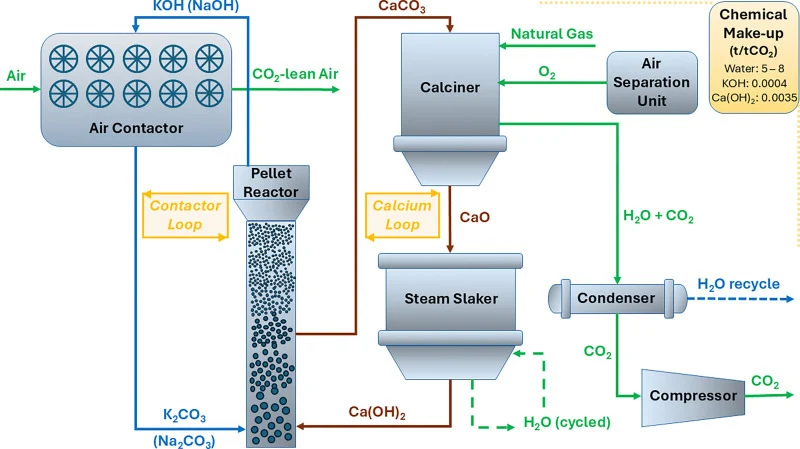 KOH (NaOH)
CaCO₃
Chemical
Make-up
(t/tCO₂)
Water: 5 – 8
KOH: 0.0004
Ca(OH)₂: 0.0035
Natural Gas
Air
CO₂-lean Air
O₂
Air
Separation
Unit
Calciner
Air Contactor
Pellet
Reactor
Contactor
Loop
Calcium
Loop
CaO
H₂O + CO₂
Steam Slaker
Condenser
H₂O recycle
CO₂
Compressor
CO₂
K₂CO₃
(Na₂CO₃)
Ca(OH)₂
H₂O (cycled)